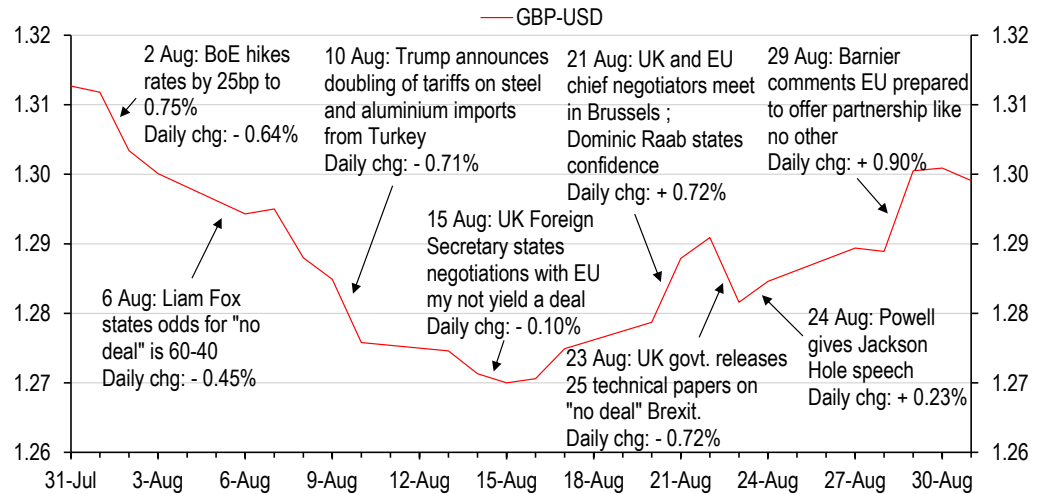 GBP-USD
1.32
1.31
1.30
1.29
1.28
1.27
1.26
1.32
1.31
1.30
1.29
1.28
1.27
1.26
2 Aug: BoE hikes
rates by 25bp to
0.75%
Daily chg: - 0.64%
6 Aug: Liam Fox
states odds for "no
deal" is 60-40
Daily chg: - 0.45%
10 Aug: Trump announces
doubling of tariffs on steel
and aluminium imports
from Turkey
Daily chg: - 0.71%
15 Aug: UK Foreign
Secretary states
negotiations with EU
my not yield a deal
Daily chg: - 0.10%
21 Aug: UK and EU
chief negotiators meet
in Brussels ;
Dominic Raab states
confidence
Daily chg: + 0.72%
23 Aug: UK govt. releases
25 technical papers on
"no deal" Brexit.
Daily chg: - 0.72%
29 Aug: Barnier
comments EU prepared
to offer partnership like
no other
Daily chg: + 0.90%
24 Aug: Powell
gives Jackson
Hole speech
Daily chg: + 0.23%
31-Jul 3-Aug 6-Aug 9-Aug 12-Aug 15-Aug 18-Aug 21-Aug 24-Aug 27-Aug 30-Aug